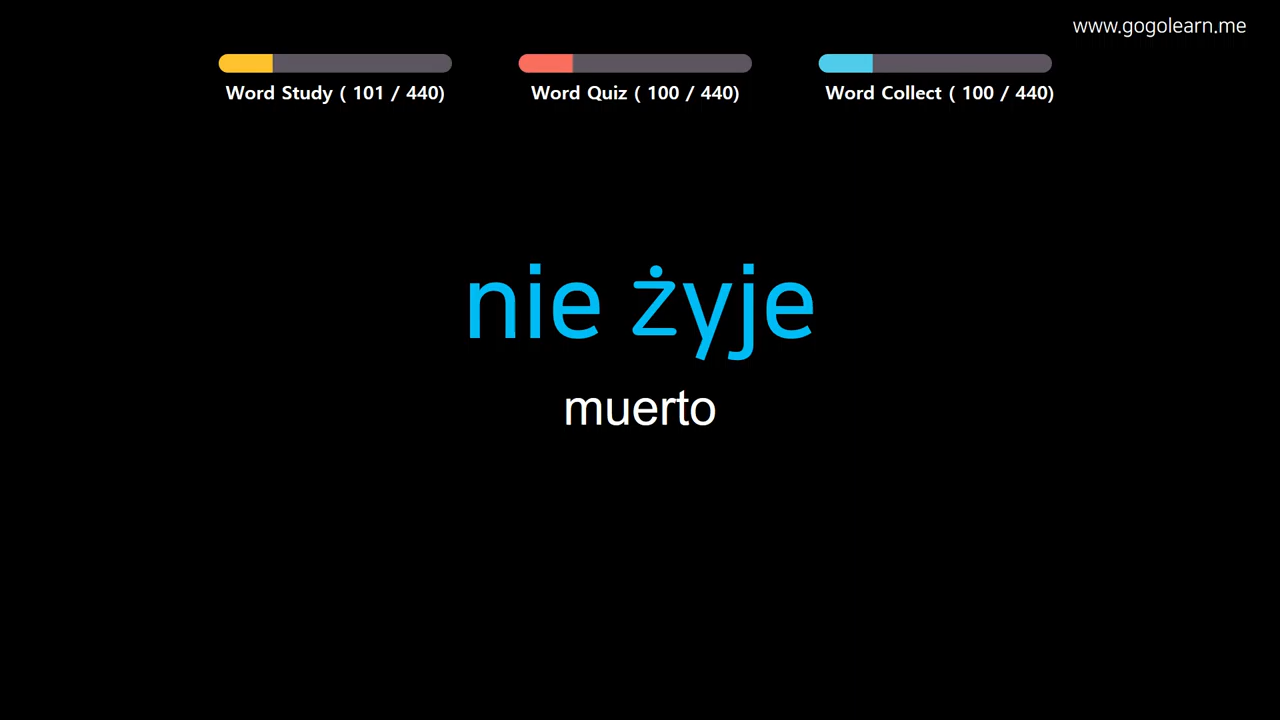 www.gogolearn.me
Word Study ( 101 / 440)
Word Quiz ( 100 / 440)
Word Collect ( 100 / 440)
nie żyje
muerto